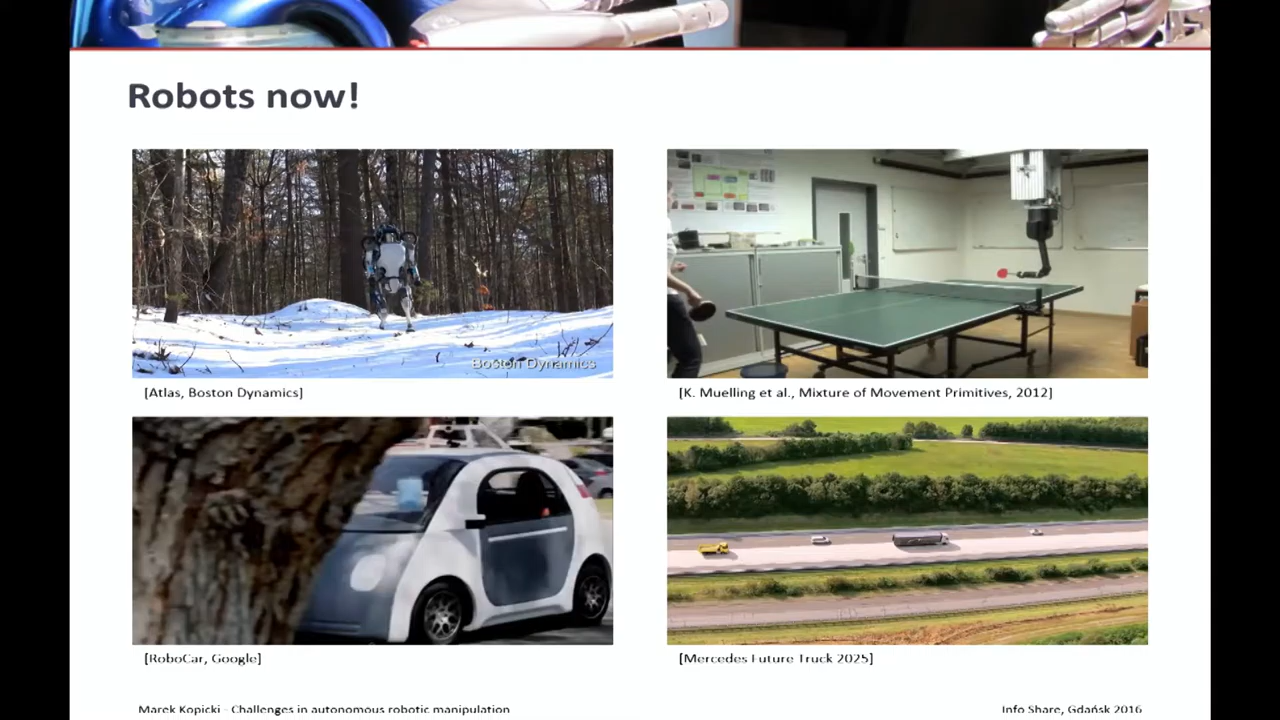 Robots now!
Boston Dynamics
[Atlas, Boston Dynamics]
[K. Muelling et al., Mixture of Movement Primitives, 2012]
[RoboCar, Google]
[Mercedes Future Truck 2025]
Marek Kopicki - Challenges in autonomous robotic manipulation
Info Share, Gdańsk 2016